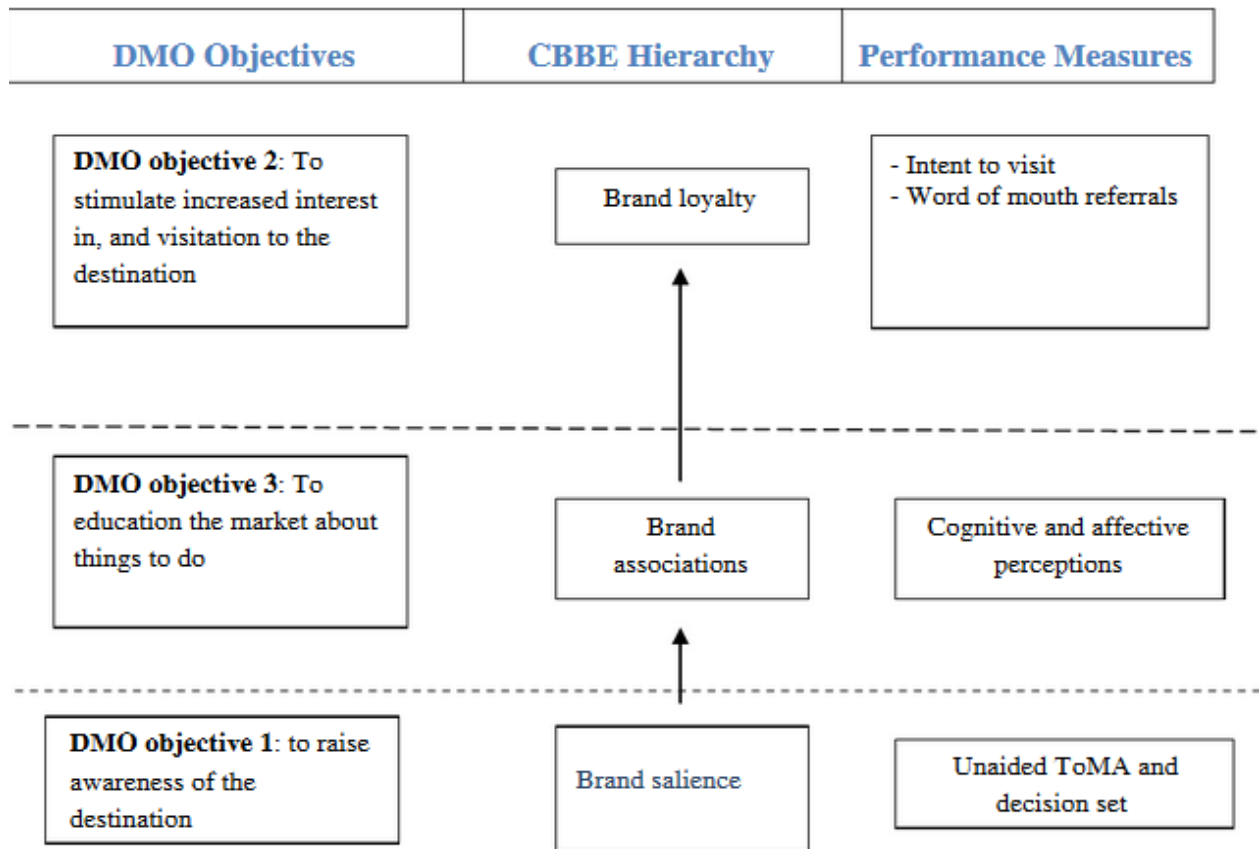 DMO Objectives
CBBE Hierarchy
Performance Measures
DMO objective 2: To
stimulate increased interest
in, and visitation to the
destination
Brand loyalty
- Intent to visit
- Word of mouth referrals
DMO objective 3: To
education the market about
things to do
Brand
associations
Cognitive and affective
perceptions
DMO objective 1: to raise
awareness of the
destination
Brand salience
Unaided ToMA and
decision set